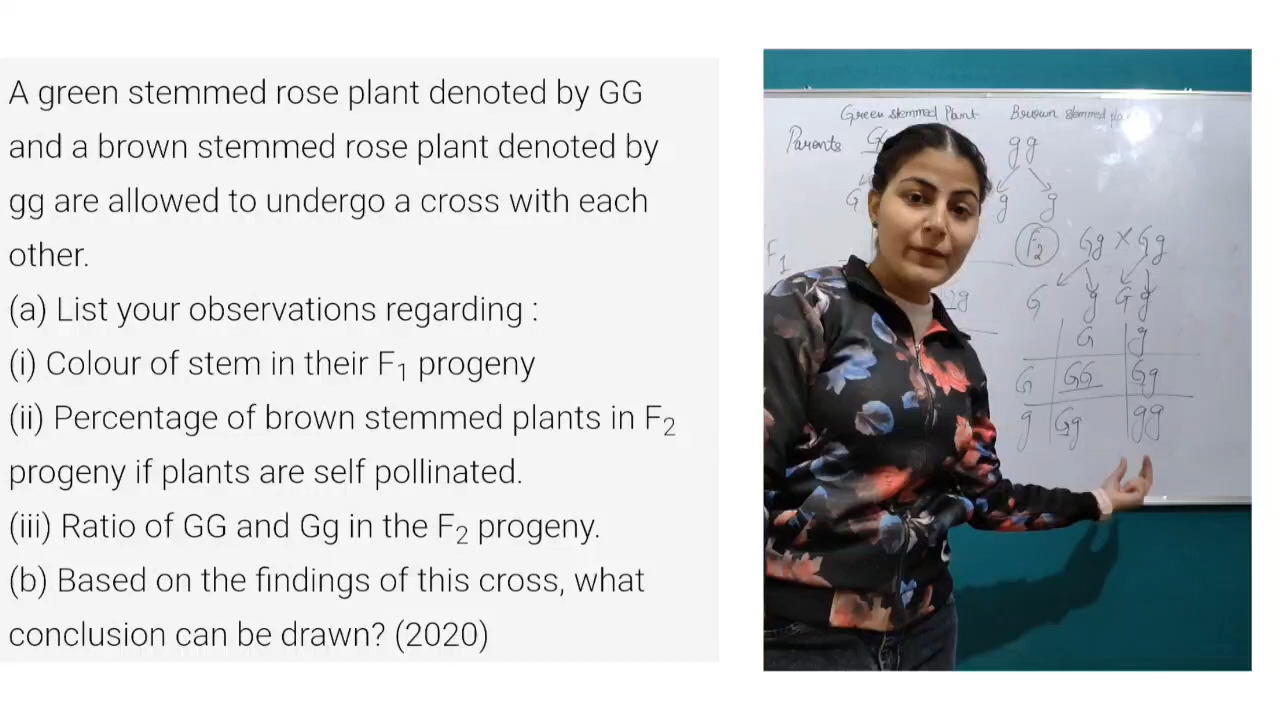 A green stemmed rose plant denoted by GG
and a brown stemmed rose plant denoted by
gg are allowed to undergo a cross with each
other.
(a) List your observations regarding :
(i) Colour of stem in their F₁ progeny
(ii) Percentage of brown stemmed plants in F₂
progeny if plants are self pollinated.
(iii) Ratio of GG and Gg in the F₂ progeny.
(b) Based on the findings of this cross, what
conclusion can be drawn? (2020)
Green stemmed Plant Brown stemmed
Parents gg
G g g
F₂ Gg X Gg
F₁
G g G g
G g
G GG Gg
g Gg gg